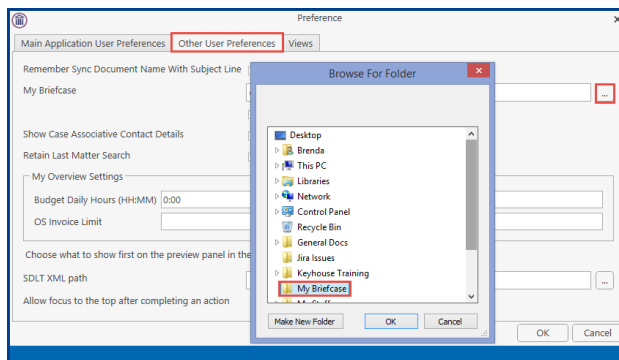 Preference
Main Application User Preferences Other User Preferences Views
Remember Sync Document Name With Subject Line
My Briefcase
...
Show Case Associative Contact Details
Retain Last Matter Search
My Overview Settings
Budget Daily Hours (HH:MM) 0:00
OS Invoice Limit
Choose what to show first on the preview panel in the
SDLT XML path
...
Allow focus to the top after completing an action
OK Cancel
Browse For Folder
Desktop
Brenda
This PC
Libraries
Network
Control Panel
Recycle Bin
General Docs
Jira Issues
Keyhouse Training
My Briefcase
Make New Folder OK Cancel